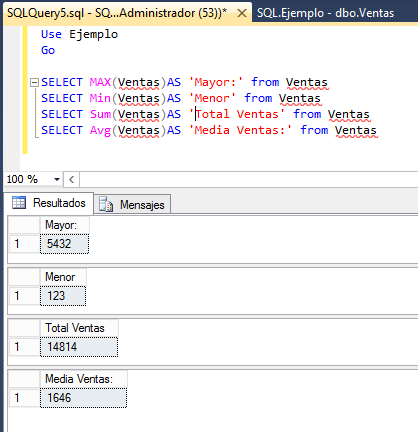 SQLQuery5.sql - SQ...Administrador (53))* SQL.Ejemplo - dbo.Ventas
Use Ejemplo
Go
SELECT MAX(Ventas)AS 'Mayor:' from Ventas
SELECT Min(Ventas)AS 'Menor' from Ventas
SELECT Sum(Ventas)AS 'Total Ventas' from Ventas
SELECT Avg(Ventas)AS 'Media Ventas:' from Ventas
100 %
Resultados Mensajes
Mayor:
1 5432
Menor
1 123
Total Ventas
1 14814
Media Ventas:
1 1646